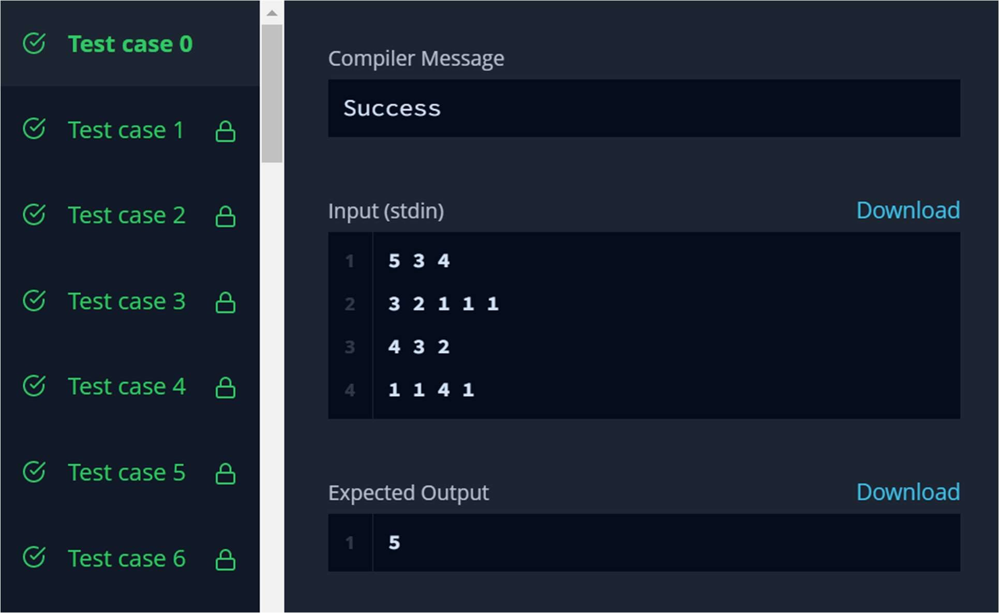 Test case 0
Test case 1
Test case 2
Test case 3
Test case 4
Test case 5
Test case 6
Compiler Message
Success
Input (stdin)
Download
1 5 3 4
2 3 2 1 1 1
3 4 3 2
4 1 1 4 1
Expected Output
Download
1 5